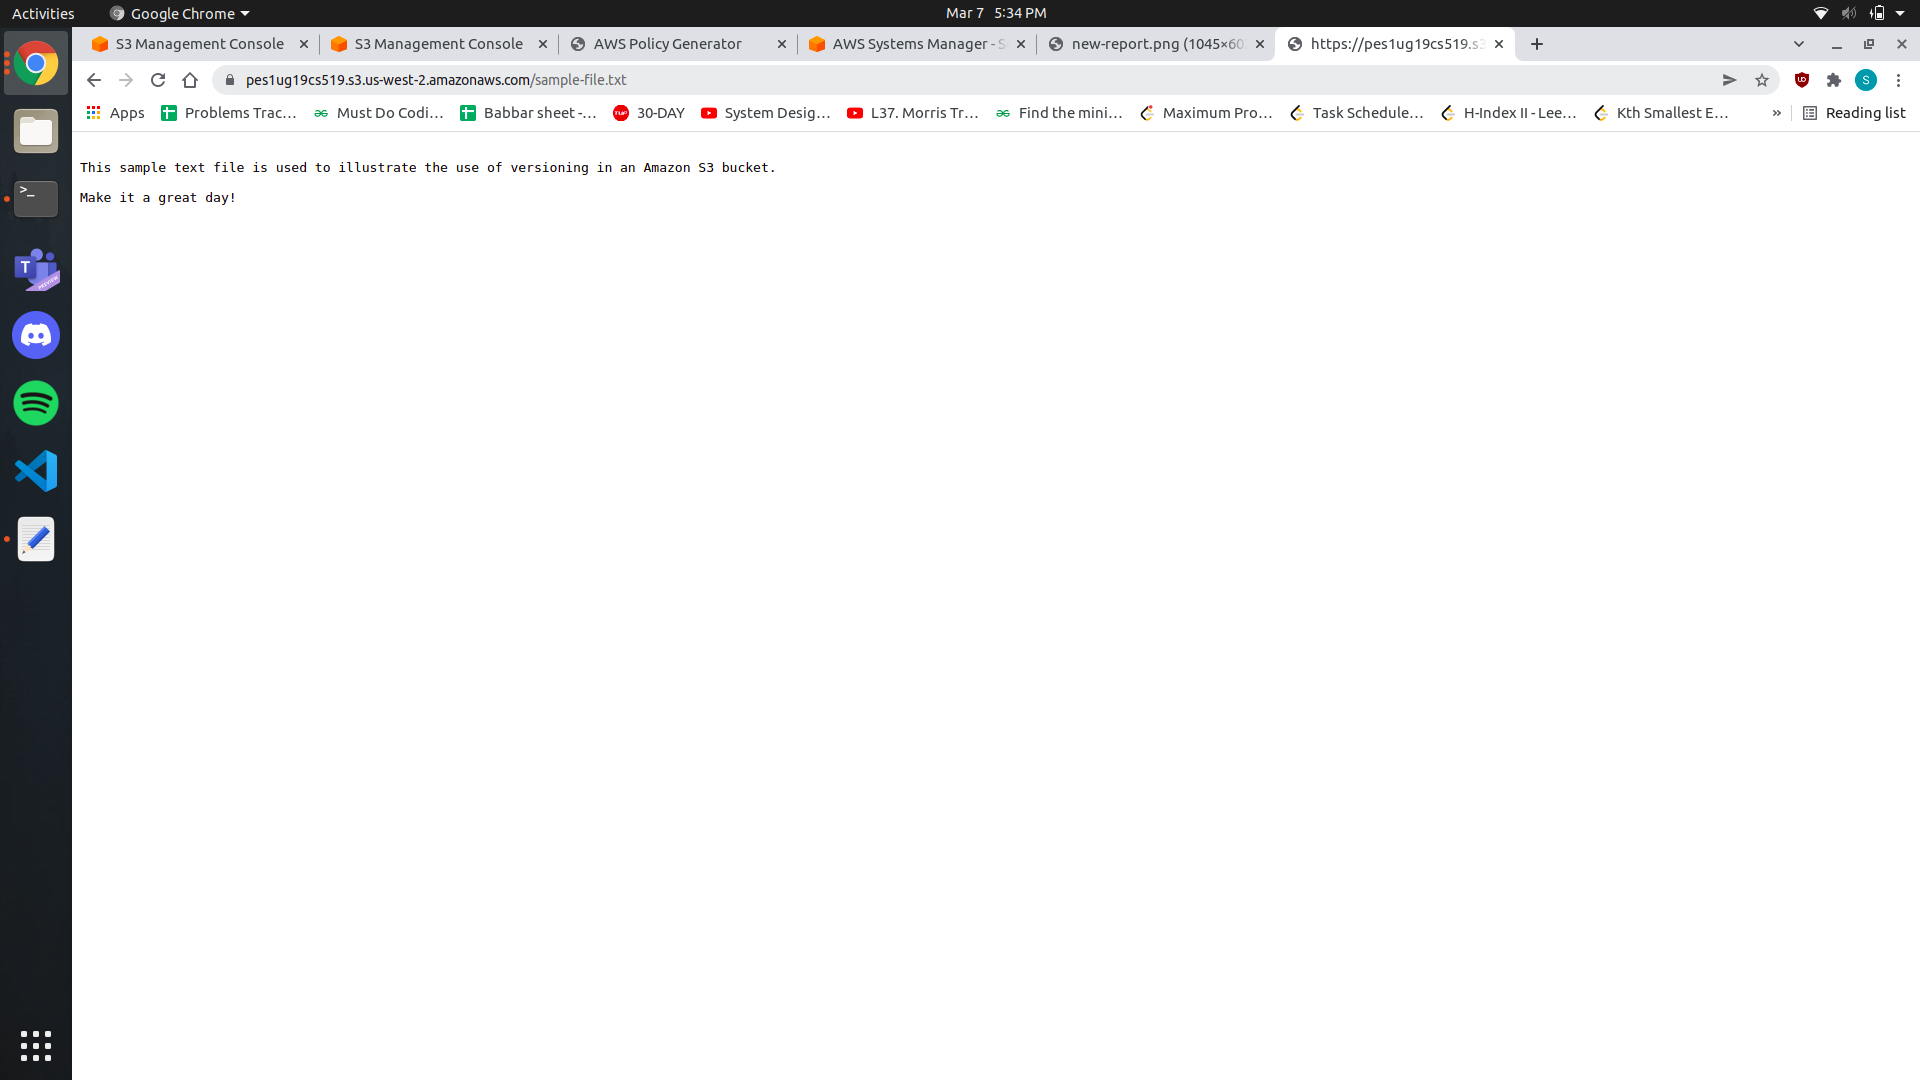 Activities Google Chrome Mar 7 5:34 PM
S3 Management Console S3 Management Console AWS Policy Generator AWS Systems Manager - S new-report.png (1045×60 https://pes1ug19cs519.s3
pes1ug19cs519.s3.us-west-2.amazonaws.com/sample-file.txt S
Apps Problems Trac... Must Do Codi... Babbar sheet -... 30-DAY System Desig... L37. Morris Tr... Find the mini... Maximum Pro... Task Schedule... H-Index II - Lee... Kth Smallest E... » Reading list
This sample text file is used to illustrate the use of versioning in an Amazon S3 bucket.
Make it a great day!
>_
T
PREVIEW